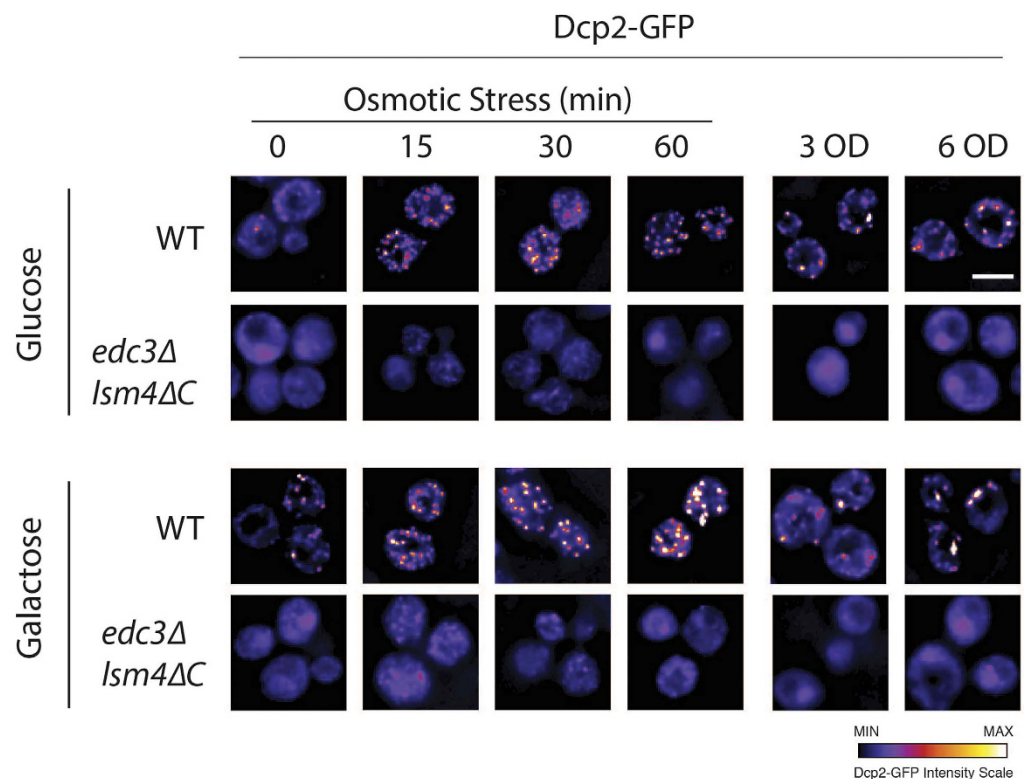 Dcp2-GFP
Osmotic Stress (min)
0 15 30 60 3 OD 6 OD
Glucose
WT
edc3Δ
lsm4ΔC
Galactose
WT
edc3Δ
lsm4ΔC
MIN MAX
Dcp2-GFP Intensity Scale